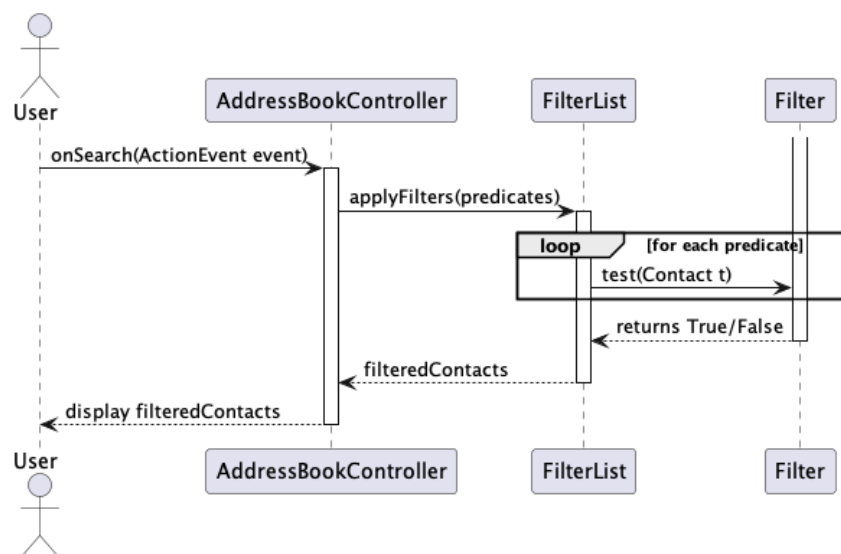 User
AddressBookController
FilterList
Filter
onSearch(ActionEvent event)
applyFilters(predicates)
loop
[for each predicate]
test(Contact t)
returns True/False
filteredContacts
display filteredContacts
User
AddressBookController
FilterList
Filter